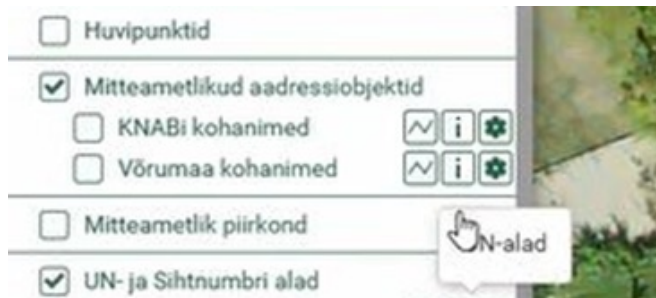 Huvipunktid
Mitteametlikud aadressiobjektid
KNABi kohanimed
Võrumaa kohanimed
Mitteametlik piirkond
N-alad
UN- ja Sihtnumbri alad